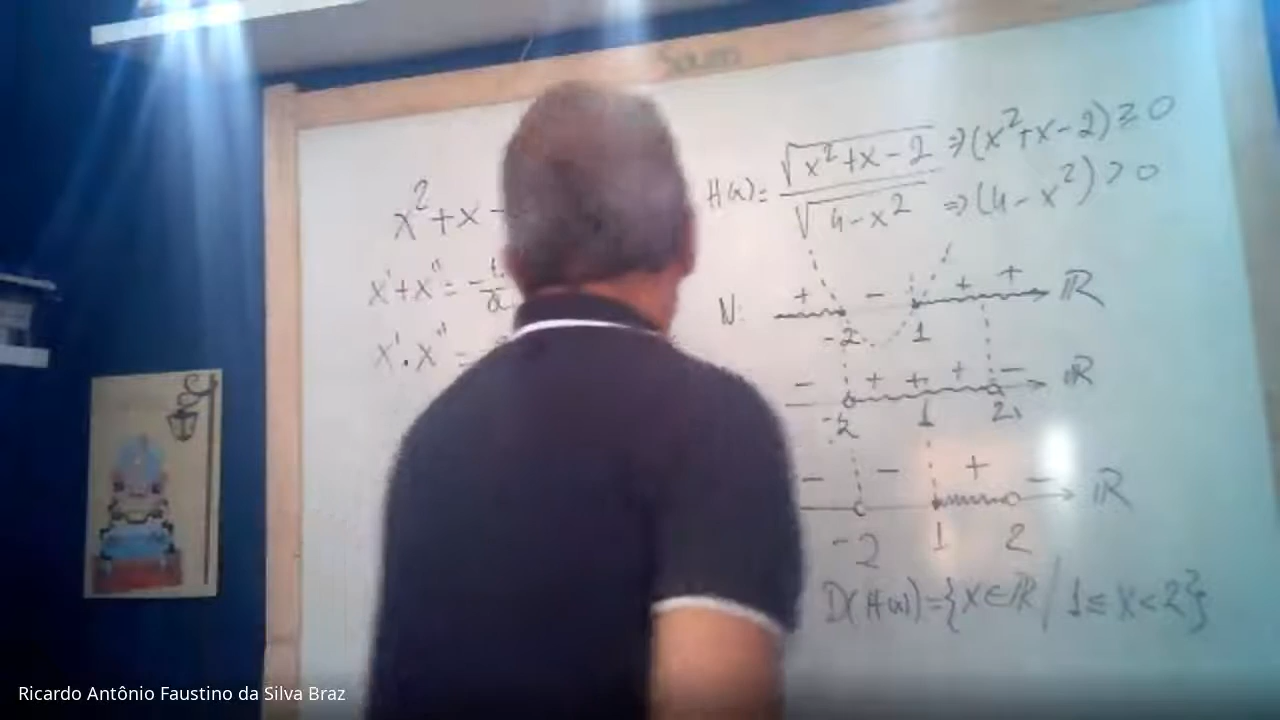 x² + x -
x' + x'' = -
x' . x'' =
H(x) = √(x² + x - 2) / √(4 - x²)
⇒ (x² + x - 2) ≥ 0
⇒ (4 - x²) > 0
N: + - + + ℝ
-2 1
- + + + - ℝ
-2 1 2
- - + - ℝ
-2 1 2
D(H(x)) = {x ∈ ℝ / 1 ≤ x < 2}
Ricardo Antônio Faustino da Silva Braz